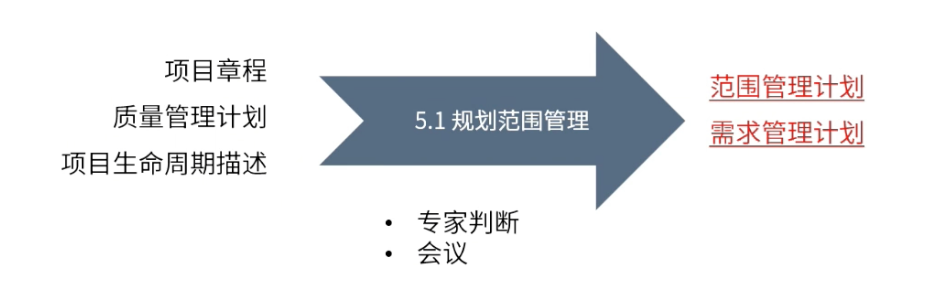 项目章程
质量管理计划
项目生命周期描述
5.1 规划范围管理
• 专家判断
• 会议
范围管理计划
需求管理计划